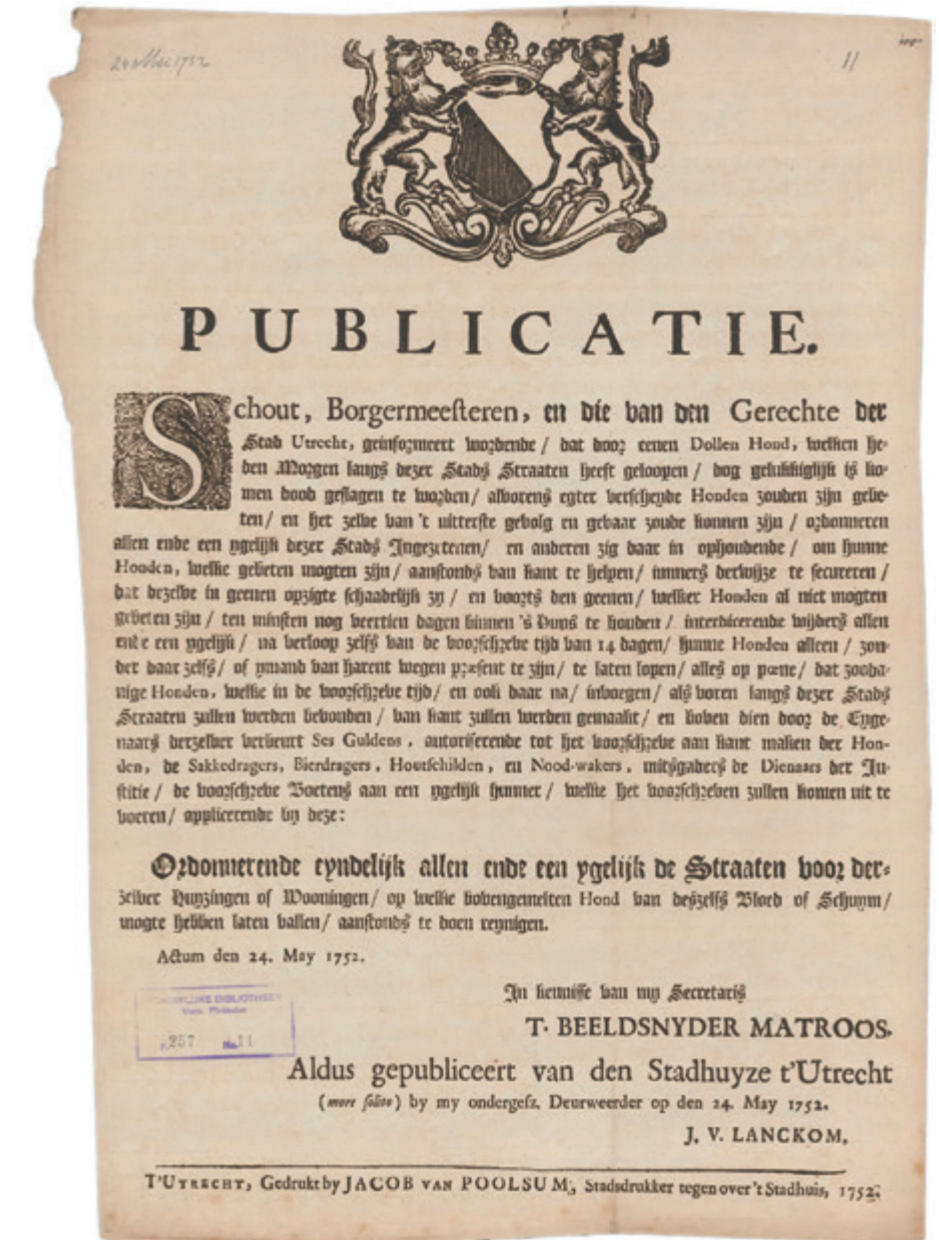 24 Mei 1752
11
PUBLICATIE.
Schout, Borgermeesteren, en die van den Gerechte der
Stad Utrecht, geinformeert wordende / dat door eenen Dollen Hond, welken he-
den Morgen langs dezer Stads Straaten heeft geloopen / dog gelukkiglijk is ko-
men dood geslagen te worden / alvorens egter verscheyde Honden zouden zijn gebe-
ten / en het zelve van 't uitterste gevolg en gevaar zoude konnen zijn / ordonneren
allen ende een ygelijk dezer Stads Ingezetenen / en anderen zig daar in ophoudende / om hunne
Honden, welke gebeten mogten zijn / aanstonds van kant te helpen / immers derwijze te secureren /
dat dezelve in geenen opzigte schaadelijk zy / en voorts den geenen / welker Honden al niet mogten
gebeten zijn / ten minsten nog veertien dagen binnen 's Huys te houden / interdicerende wijders allen
ende een ygelijk / na verloop zelfs van de voorschreve tijd van 14 dagen / hunne Honden alleen / zon-
der daar zelfs / of ymand van harent wegen præsent te zijn / te laten lopen / alles op pœne / dat zooda-
nige Honden, welke in de voorschreve tijd / en ook daar na / invoegen / als voren langs dezer Stads
Straaten zullen werden bevonden / van kant zullen werden gemaakt / en boven dien door de Eyge-
naars derzelver verbeurt Ses Guldens, autoriserende tot het voorschreve aan kant maken der Hon-
den, de Sakkedragers, Bierdragers, Houtschilden, en Nood-wakers, mitsgaders de Dienaars der Ju-
stitie / de voorschreve Boetens aan een ygelijk hunner / welke het voorschreven zullen komen uit te
voeren / applicerende by deze:
Ordonnerende eyndelijk allen ende een ygelijk de Straaten voor der-
zelver Huyzingen of Wooningen / op welke bovengemelten Hond van deszelfs Bloed of Schuym /
mogte hebben laten vallen / aanstonds te doen reynigen.
Actum den 24. May 1752.
In kennisse van my Secretaris
T. BEELDSNYDER MATROOS.
KONINKLIJKE BIBLIOTHEEK
257 No. 11
Aldus gepubliceert van den Stadhuyze t'Utrecht
(more solito) by my ondergesz. Deurweerder op den 24. May 1752.
J. V. LANCKOM.
T'UTRECHT, Gedrukt by JACOB VAN POOLSUM, Stadsdrukker tegen over 't Stadhuis, 1752.